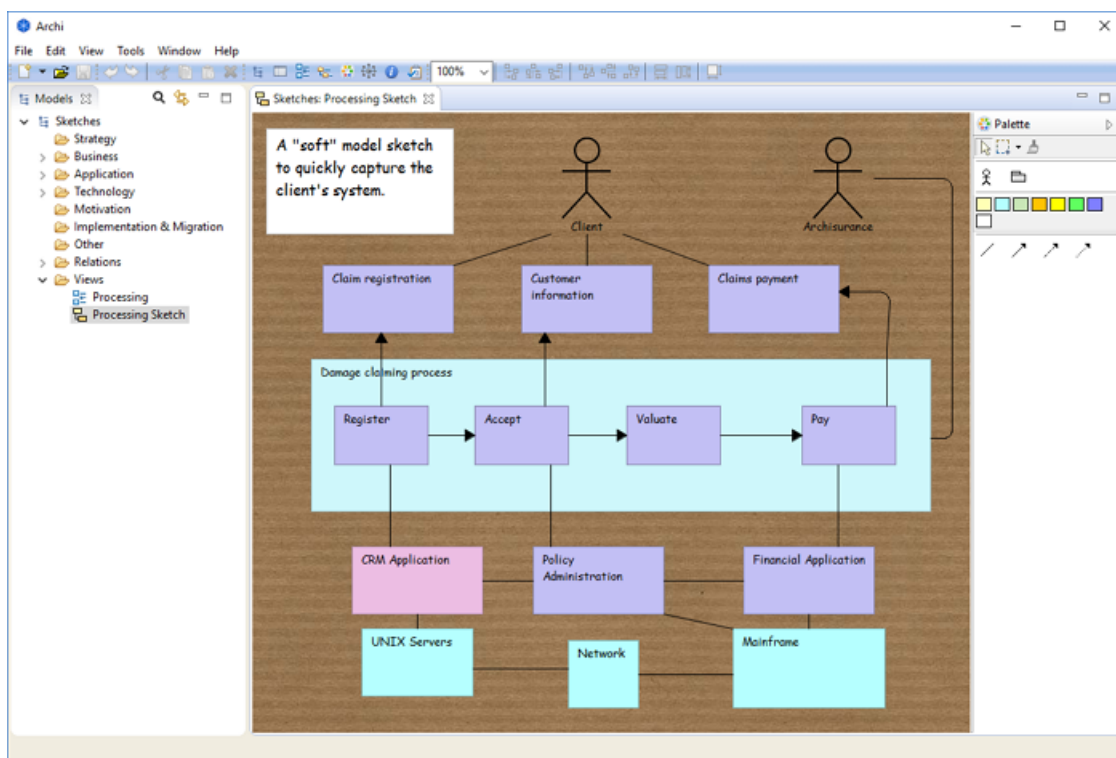 Archi
File Edit View Tools Window Help
100%
Models
Sketches
Strategy
Business
Application
Technology
Motivation
Implementation & Migration
Other
Relations
Views
Processing
Processing Sketch
Sketches: Processing Sketch
A "soft" model sketch
to quickly capture the
client's system.
Client
Archisurance
Claim registration
Customer
information
Claims payment
Damage claiming process
Register
Accept
Valuate
Pay
CRM Application
Policy
Administration
Financial Application
UNIX Servers
Network
Mainframe
Palette